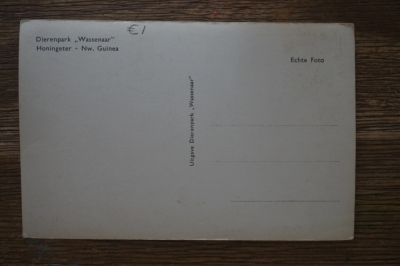 €1
Dierenpark „Wassenaar"
Honingeter - Nw. Guinea
Echte Foto
Uitgave Dierenpark „Wassenaar"